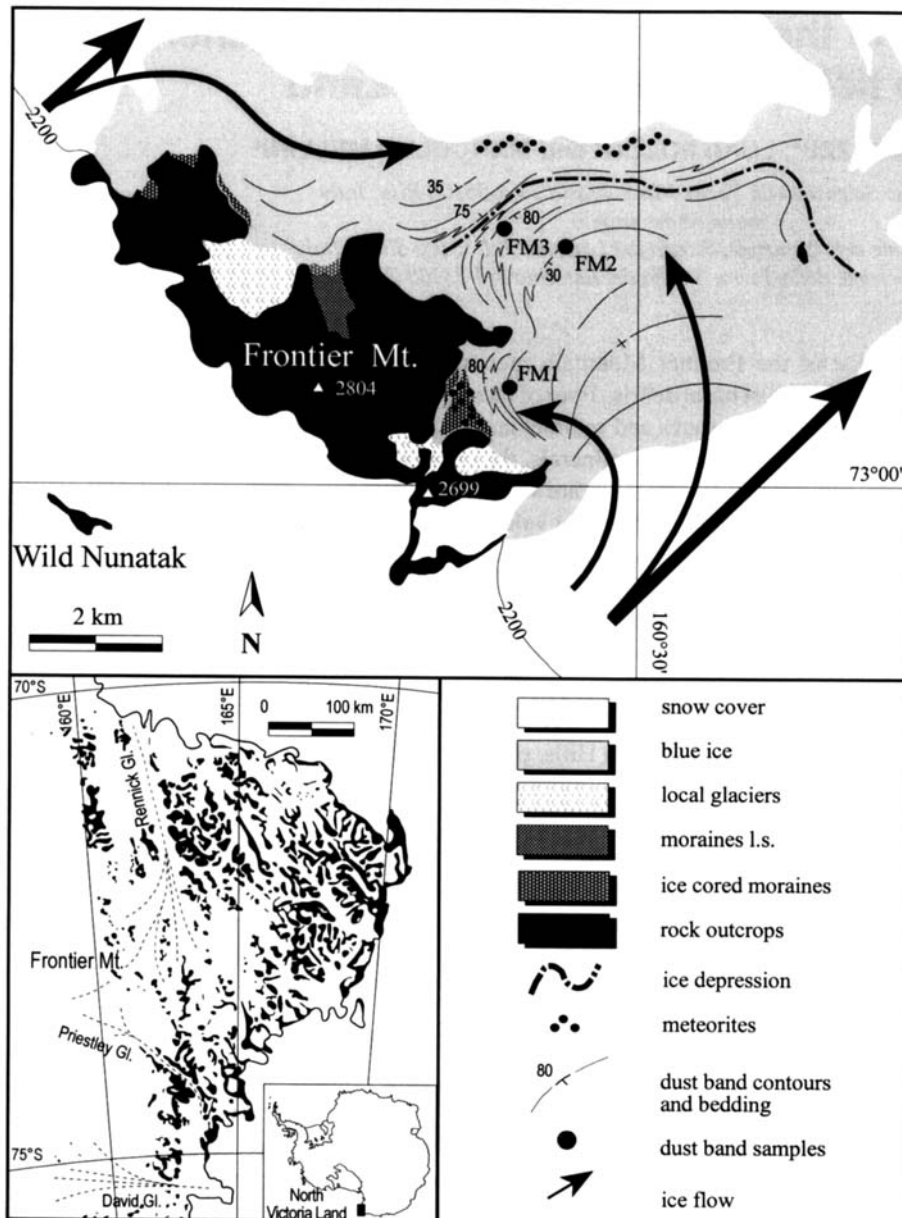 2200
35
75
80
FM3
FM2
30
Frontier Mt.
2804
80
FM1
2699
73°00'
Wild Nunatak
2 km
N
2200
160°30'
70°S
160°E
165°E
0 100 km
170°E
Rennick Gl.
Frontier Mt.
Priestley Gl.
75°S
David Gl.
North
Victoria Land
snow cover
blue ice
local glaciers
moraines l.s.
ice cored moraines
rock outcrops
ice depression
meteorites
80
dust band contours
and bedding
dust band samples
ice flow